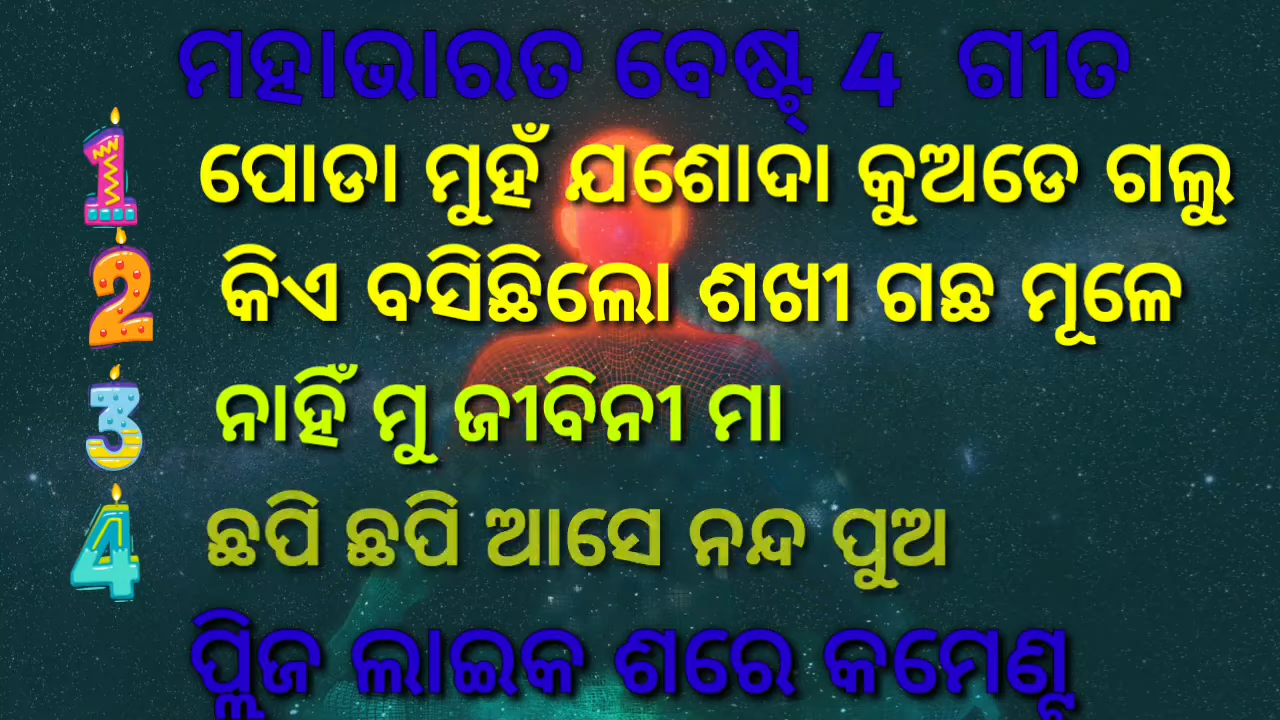 ମହାଭାରତ ବେଷ୍ଟ୍ 4 ଗୀତ
1 ପୋଡା ମୁହଁ ଯଶୋଦା କୁଅଡେ ଗଲୁ
2 କିଏ ବସିଛିଲୋ ଶଖୀ ଗଛ ମୂଳେ
3 ନାହିଁ ମୁ ଜୀବିନୀ ମା
4 ଛପି ଛପି ଆସେ ନନ୍ଦ ପୁଅ
ପ୍ଲିଜ ଲାଇକ ଶରେ କମେଣ୍ଟ